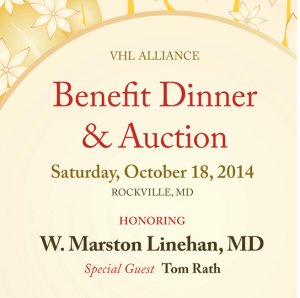 VHL ALLIANCE
Benefit Dinner
& Auction
Saturday, October 18, 2014
ROCKVILLE, MD
HONORING
W. Marston Linehan, MD
Special Guest Tom Rath